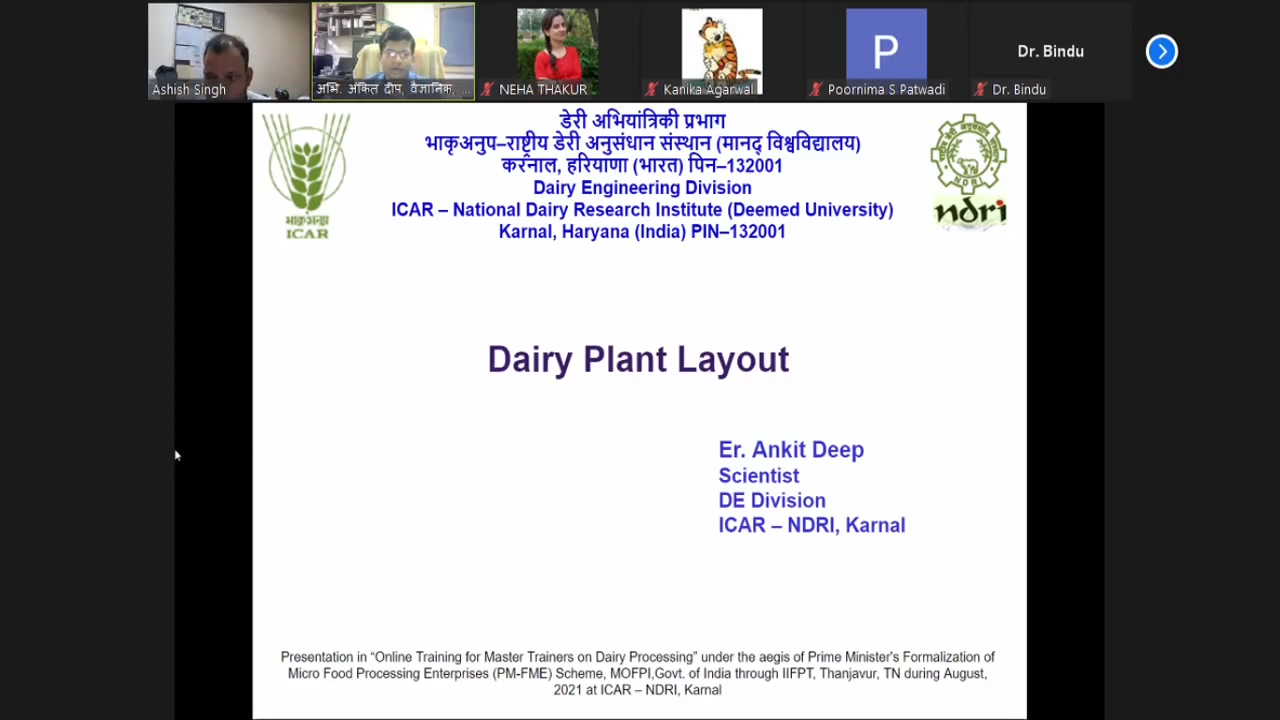 Ashish Singh
अभि. अंकित दीप, वैज्ञानिक, ...
NEHA THAKUR
Kanika Agarwal
P
Poornima S Patwadi
Dr. Bindu
Dr. Bindu
डेरी अभियांत्रिकी प्रभाग
भाकृअनुप–राष्ट्रीय डेरी अनुसंधान संस्थान (मानद् विश्वविद्यालय)
करनाल, हरियाणा (भारत) पिन–132001
Dairy Engineering Division
ICAR – National Dairy Research Institute (Deemed University)
Karnal, Haryana (India) PIN–132001
भाकृअनुप
ICAR
NDRI
ndri
Dairy Plant Layout
Er. Ankit Deep
Scientist
DE Division
ICAR – NDRI, Karnal
Presentation in “Online Training for Master Trainers on Dairy Processing” under the aegis of Prime Minister's Formalization of
Micro Food Processing Enterprises (PM-FME) Scheme, MOFPI,Govt. of India through IIFPT, Thanjavur, TN during August,
2021 at ICAR – NDRI, Karnal